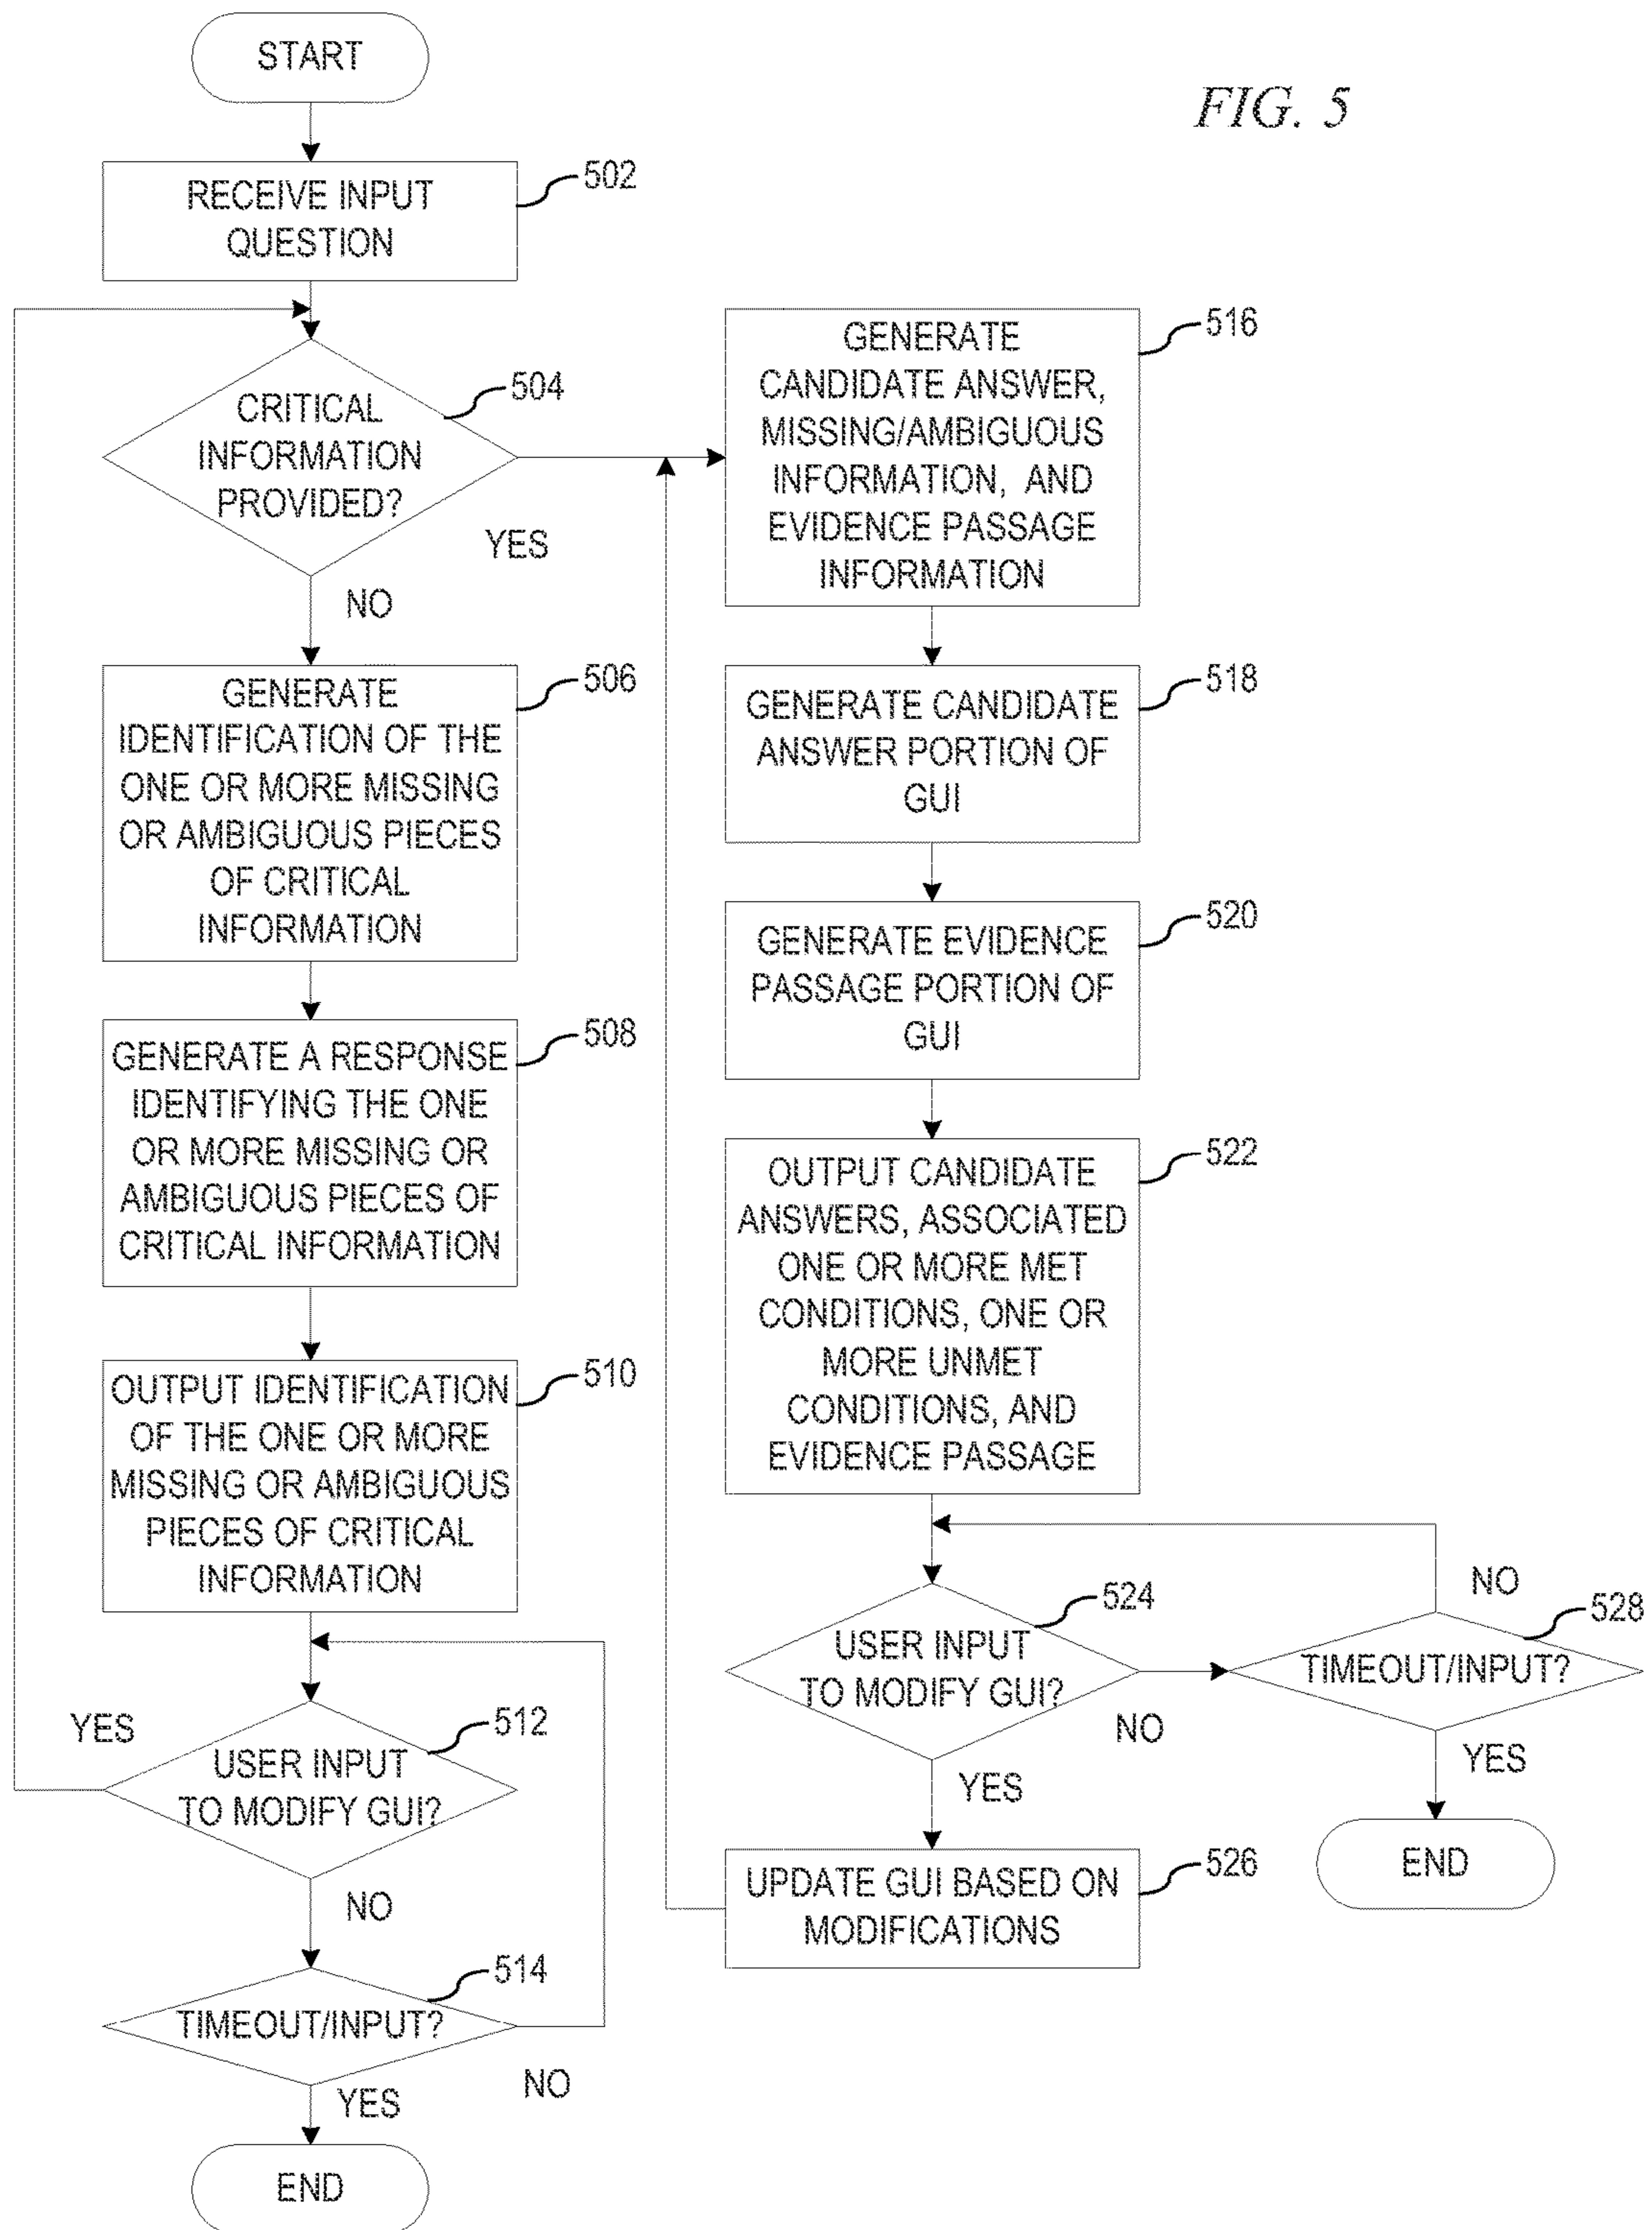 START
FIG. 5
RECEIVE INPUT
QUESTION
502
CRITICAL
INFORMATION
PROVIDED?
504
YES
NO
GENERATE
IDENTIFICATION OF THE
ONE OR MORE MISSING
OR AMBIGUOUS PIECES
OF CRITICAL
INFORMATION
506
GENERATE A RESPONSE
IDENTIFYING THE ONE
OR MORE MISSING OR
AMBIGUOUS PIECES OF
CRITICAL INFORMATION
508
OUTPUT IDENTIFICATION
OF THE ONE OR MORE
MISSING OR AMBIGUOUS
PIECES OF CRITICAL
INFORMATION
510
YES
USER INPUT
TO MODIFY GUI?
512
NO
TIMEOUT/INPUT?
514
NO
YES
END
GENERATE
CANDIDATE ANSWER,
MISSING/AMBIGUOUS
INFORMATION, AND
EVIDENCE PASSAGE
INFORMATION
516
GENERATE CANDIDATE
ANSWER PORTION OF
GUI
518
GENERATE EVIDENCE
PASSAGE PORTION OF
GUI
520
OUTPUT CANDIDATE
ANSWERS, ASSOCIATED
ONE OR MORE MET
CONDITIONS, ONE OR
MORE UNMET
CONDITIONS, AND
EVIDENCE PASSAGE
522
USER INPUT
TO MODIFY GUI?
524
NO
YES
UPDATE GUI BASED ON
MODIFICATIONS
526
NO
TIMEOUT/INPUT?
528
YES
END